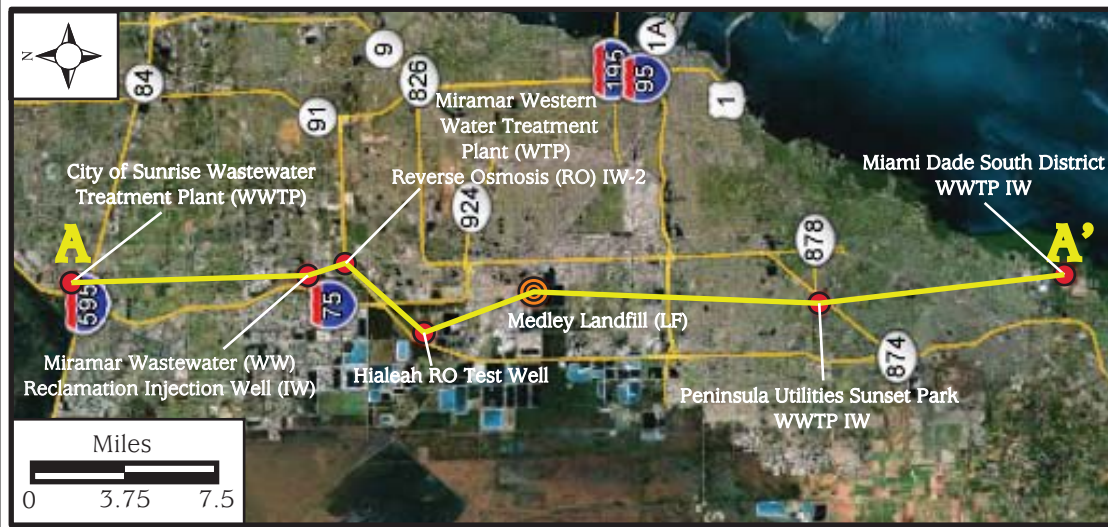 N
84
9
826
195
95
1A
1
91
Miramar Western
Water Treatment
Plant (WTP)
Reverse Osmosis (RO) IW-2
City of Sunrise Wastewater
Treatment Plant (WWTP)
Miami Dade South District
WWTP IW
924
878
A
A’
595
75
Medley Landfill (LF)
Miramar Wastewater (WW)
Reclamation Injection Well (IW)
Hialeah RO Test Well
874
Peninsula Utilities Sunset Park
WWTP IW
Miles
0 3.75 7.5